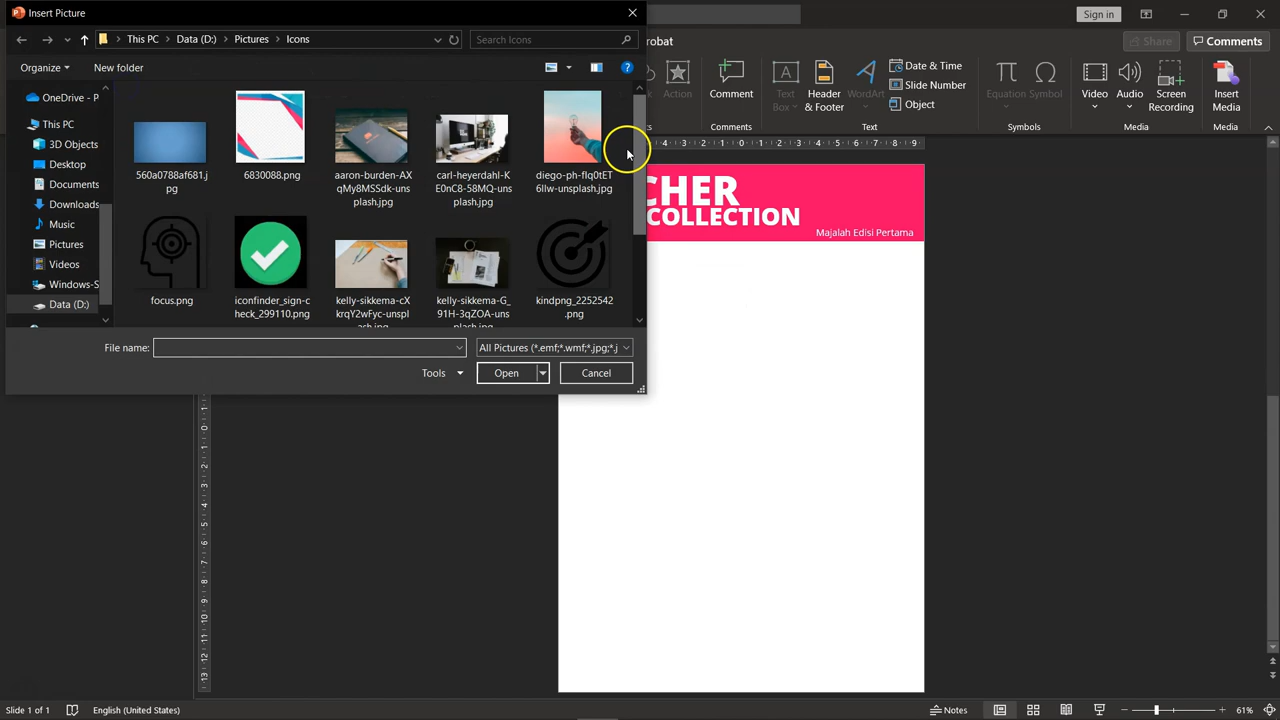 Insert Picture
Sign in
This PC
Data (D:)
Pictures
Icons
Search Icons
Organize
New folder
OneDrive - P
This PC
3D Objects
Desktop
Documents
Downloads
Music
Pictures
Videos
Windows-S
Data (D:)
560a0788af681.j
pg
6830088.png
aaron-burden-AX
qMy8MSSdk-uns
plash.jpg
carl-heyerdahl-K
E0nC8-58MQ-uns
plash.jpg
diego-ph-fIq0tET
6llw-unsplash.jpg
focus.png
iconfinder_sign-c
heck_299110.png
kelly-sikkema-cX
krqY2wFyc-unspl
ash.jpg
kelly-sikkema-G_
91H-3qZOA-uns
plash.jpg
kindpng_2252542
.png
File name:
All Pictures (*.emf;*.wmf;*.jpg;*.j
Tools
Open
Cancel
robat
Share
Comments
Action
Comment
Text
Box
Header
& Footer
WordArt
Date & Time
Slide Number
Object
Equation
Symbol
Video
Audio
Screen
Recording
Insert
Media
Comments
Text
Symbols
Media
Media
CHER
COLLECTION
Majalah Edisi Pertama
Slide 1 of 1
English (United States)
Notes
61%